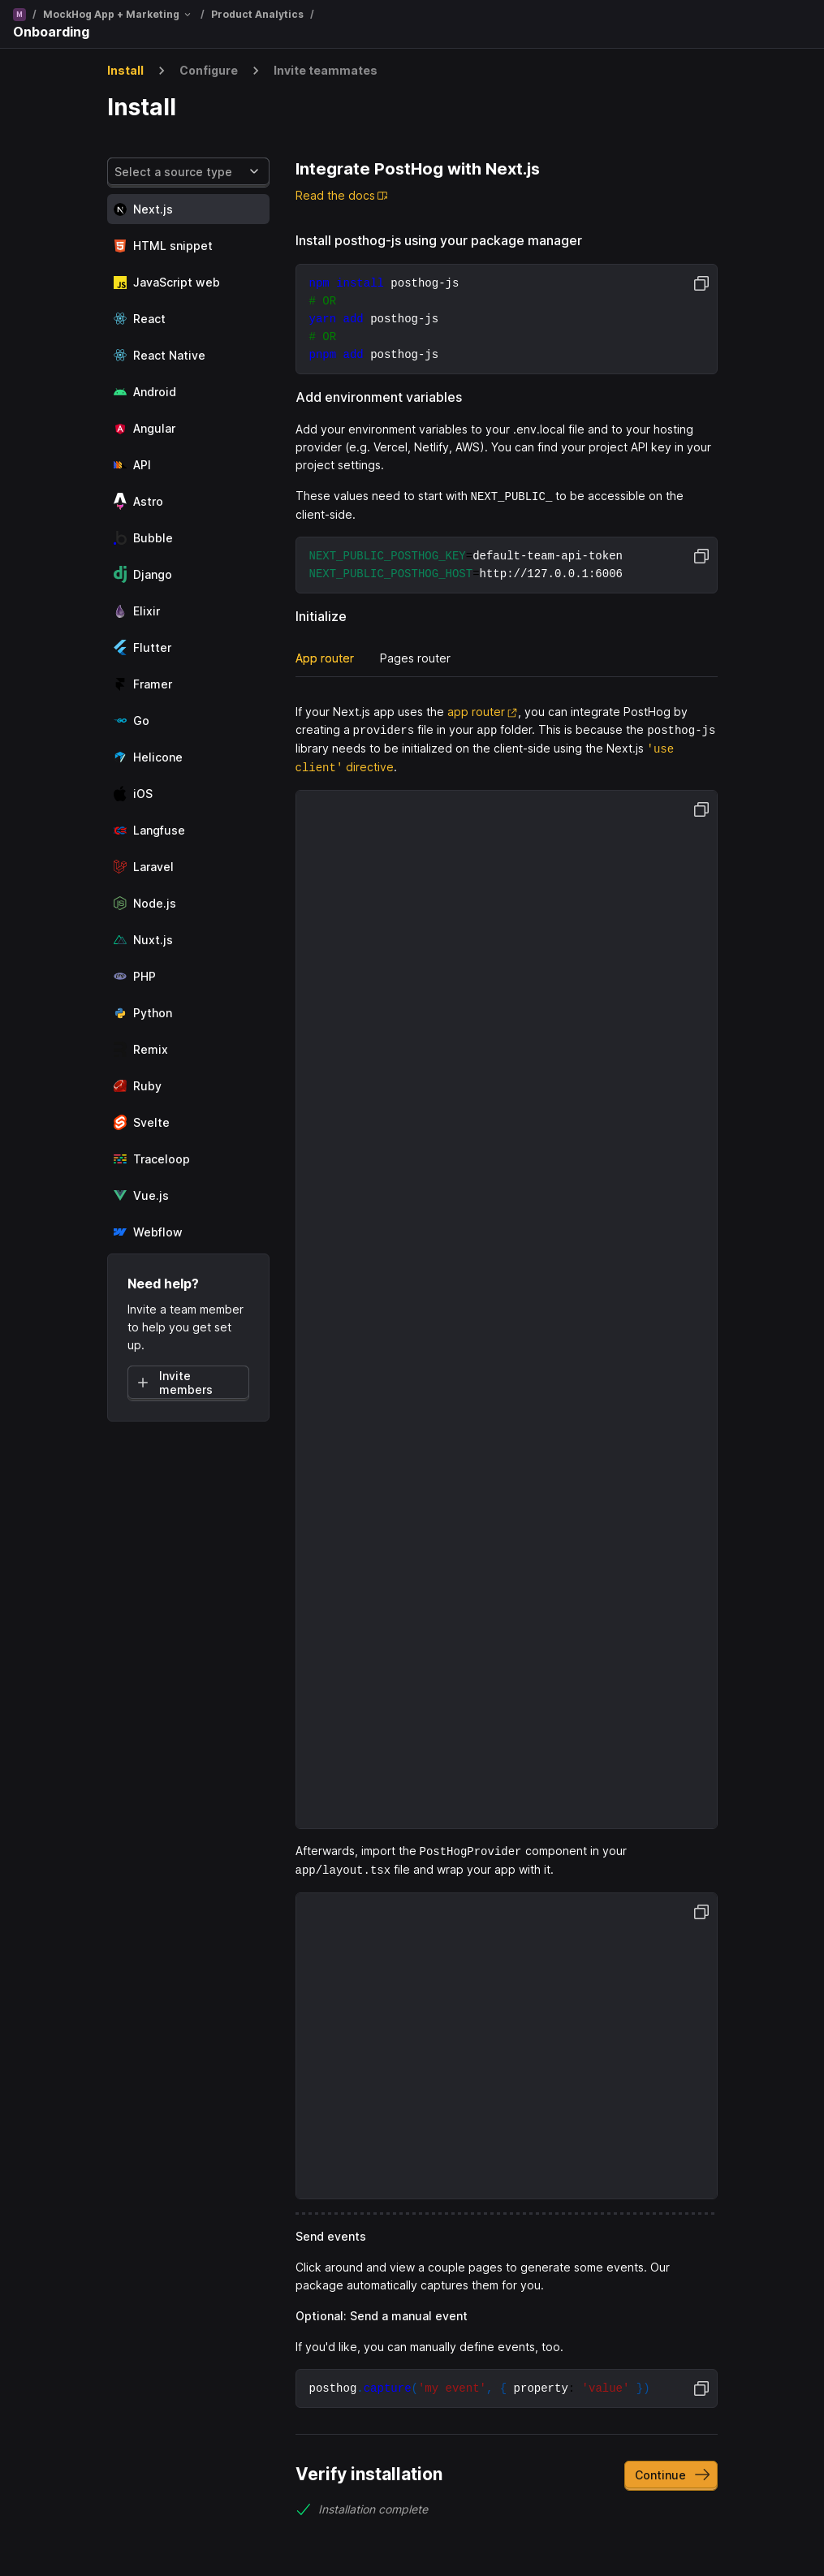 M / MockHog App + Marketing / Product Analytics /
Onboarding
Install > Configure > Invite teammates
Install
Select a source type
Next.js
HTML snippet
JavaScript web
React
React Native
Android
Angular
API
Astro
Bubble
Django
Elixir
Flutter
Framer
Go
Helicone
iOS
Langfuse
Laravel
Node.js
Nuxt.js
PHP
Python
Remix
Ruby
Svelte
Traceloop
Vue.js
Webflow
Need help?
Invite a team member
to help you get set
up.
Invite
members
Integrate PostHog with Next.js
Read the docs
Install posthog-js using your package manager
npm install posthog-js
# OR
yarn add posthog-js
# OR
pnpm add posthog-js
Add environment variables
Add your environment variables to your .env.local file and to your hosting
provider (e.g. Vercel, Netlify, AWS). You can find your project API key in your
project settings.
These values need to start with NEXT_PUBLIC_ to be accessible on the
client-side.
NEXT_PUBLIC_POSTHOG_KEY=default-team-api-token
NEXT_PUBLIC_POSTHOG_HOST=http://127.0.0.1:6006
Initialize
App router Pages router
If your Next.js app uses the app router, you can integrate PostHog by
creating a providers file in your app folder. This is because the posthog-js
library needs to be initialized on the client-side using the Next.js 'use
client' directive.
Afterwards, import the PostHogProvider component in your
app/layout.tsx file and wrap your app with it.
Send events
Click around and view a couple pages to generate some events. Our
package automatically captures them for you.
Optional: Send a manual event
If you'd like, you can manually define events, too.
posthog.capture('my event', { property: 'value' })
Verify installation
Continue
Installation complete